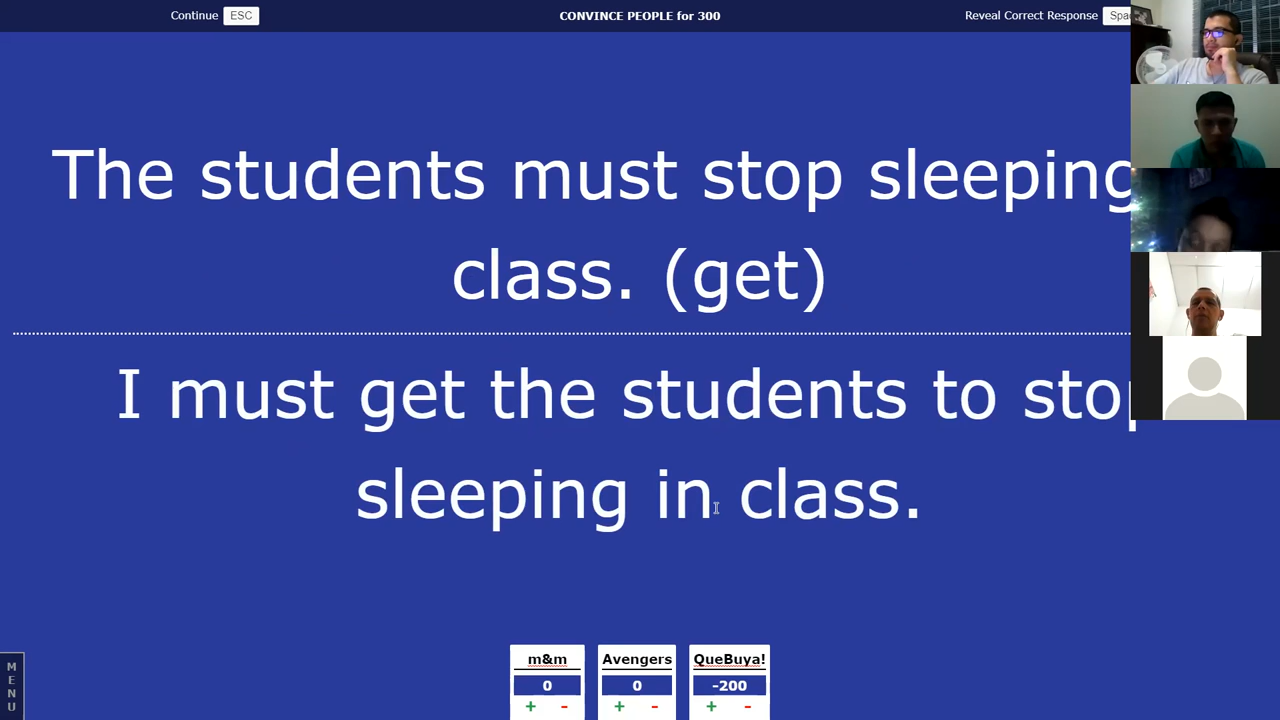 Continue ESC CONVINCE PEOPLE for 300 Reveal Correct Response
The students must stop sleeping
class. (get)
I must get the students to stop
sleeping in class.
m&m Avengers QueBuya!
0 0 -200
+ - + - + -
MENU